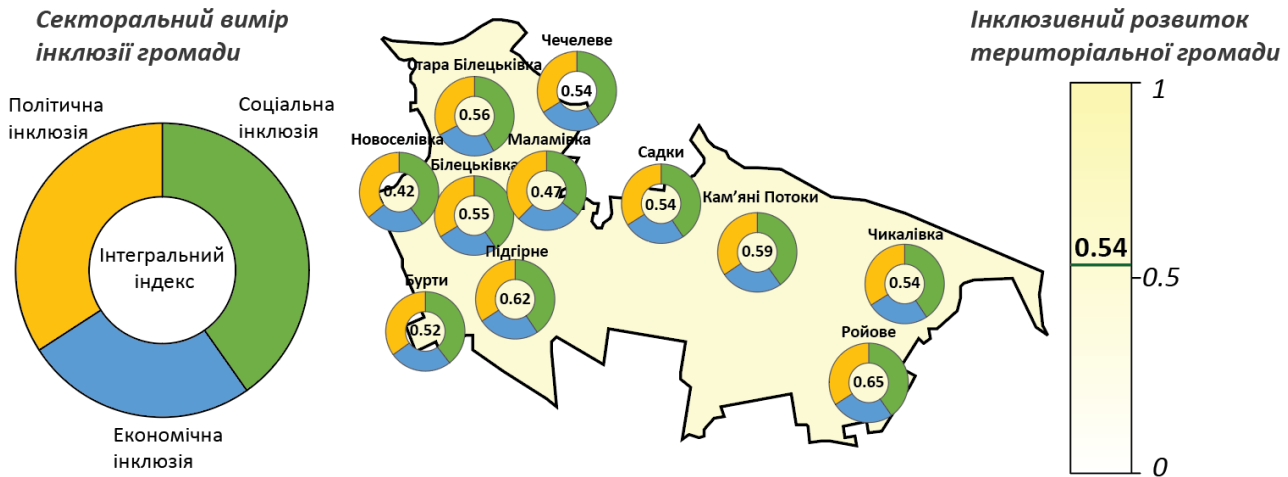 Секторальний вимір
інклюзії громади
Політична
інклюзія
Соціальна
інклюзія
Інтегральний
індекс
Економічна
інклюзія
Чечелеве
0.54
Стара Білецьківка
0.56
Новоселівка
0.42
Білецьківка
0.55
Маламівка
0.47
Садки
0.54
Кам’яні Потоки
0.59
Чикалівка
0.54
Підгірне
0.62
Бурти
0.52
Ройове
0.65
Інклюзивний розвиток
територіальної громади
1
0.54
0.5
0